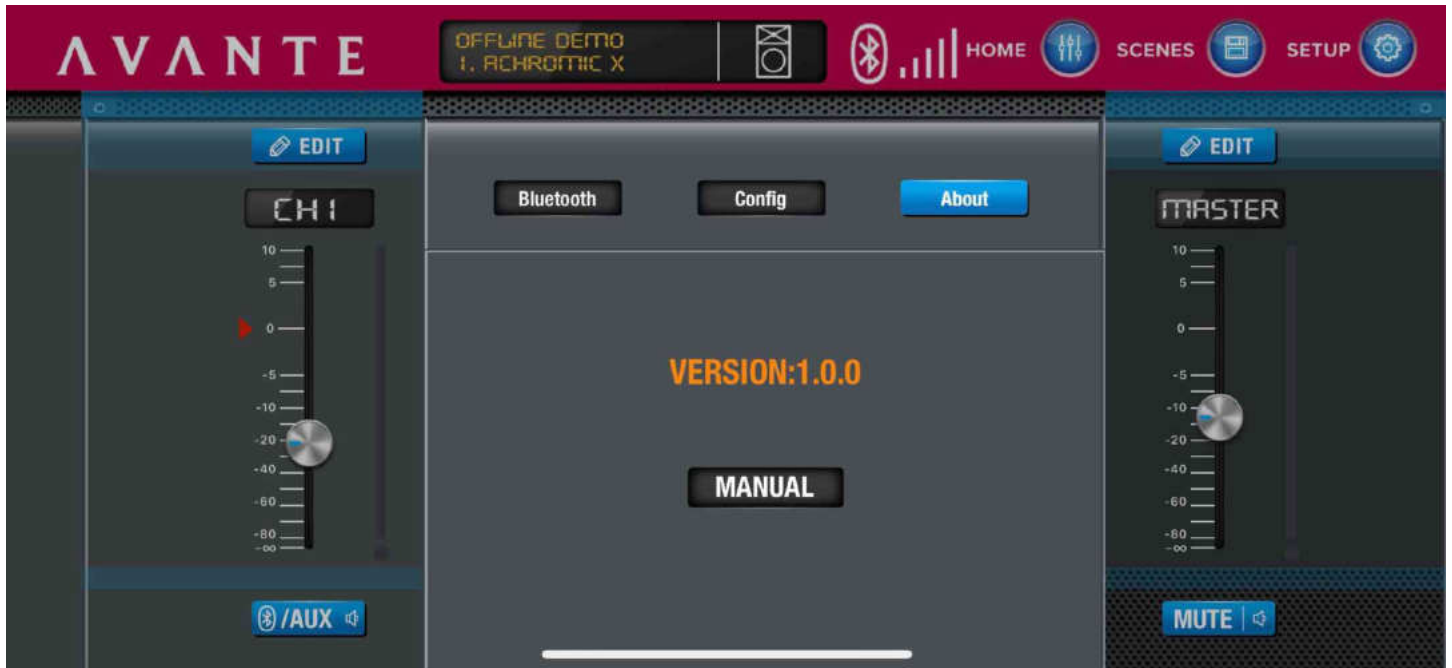 AVANTE
OFFLINE DEMO
1. ACHROMIC X
HOME
SCENES
SETUP
EDIT
CH1
10
5
0
-5
-10
-20
-40
-60
-80
-∞
/AUX
Bluetooth
Config
About
VERSION:1.0.0
MANUAL
EDIT
MASTER
10
5
0
-5
-10
-20
-40
-60
-80
-∞
MUTE